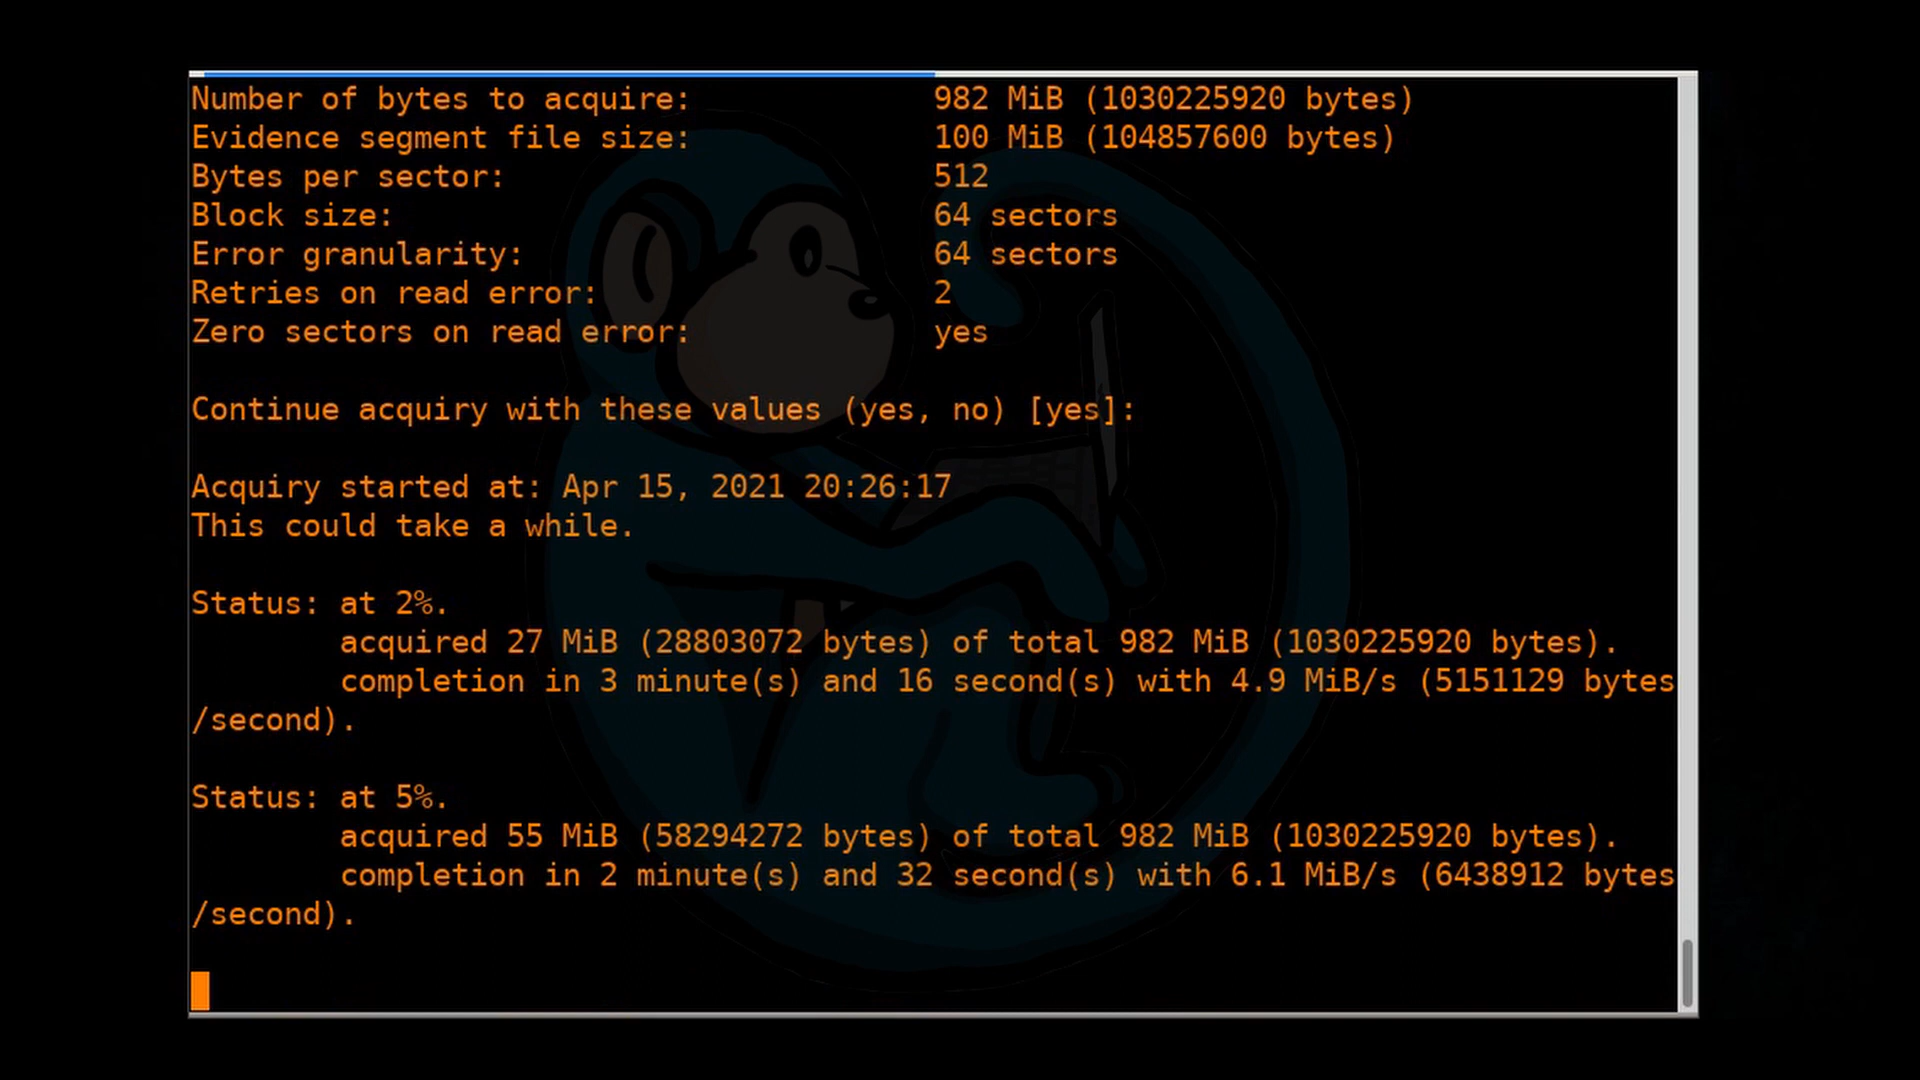 Number of bytes to acquire: 982 MiB (1030225920 bytes)
Evidence segment file size: 100 MiB (104857600 bytes)
Bytes per sector: 512
Block size: 64 sectors
Error granularity: 64 sectors
Retries on read error: 2
Zero sectors on read error: yes
Continue acquiry with these values (yes, no) [yes]:
Acquiry started at: Apr 15, 2021 20:26:17
This could take a while.
Status: at 2%.
acquired 27 MiB (28803072 bytes) of total 982 MiB (1030225920 bytes).
completion in 3 minute(s) and 16 second(s) with 4.9 MiB/s (5151129 bytes
/second).
Status: at 5%.
acquired 55 MiB (58294272 bytes) of total 982 MiB (1030225920 bytes).
completion in 2 minute(s) and 32 second(s) with 6.1 MiB/s (6438912 bytes
/second).